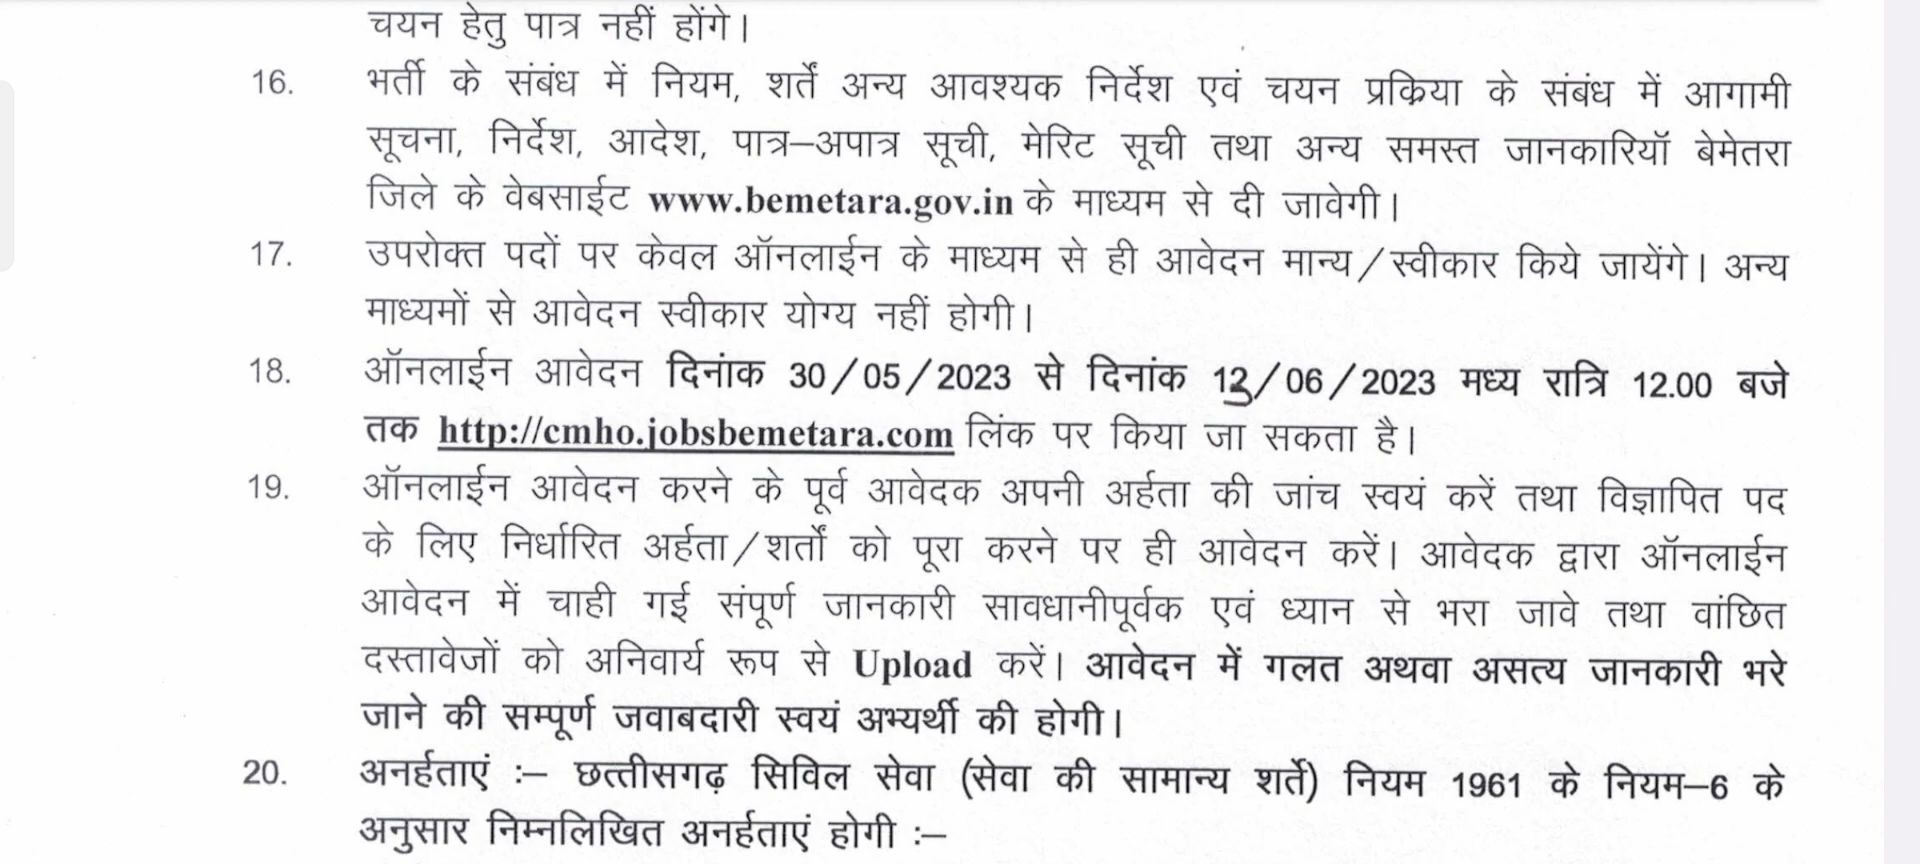 चयन हेतु पात्र नहीं होंगे।
16. भर्ती के संबंध में नियम, शर्तें अन्य आवश्यक निर्देश एवं चयन प्रक्रिया के संबंध में आगामी
सूचना, निर्देश, आदेश, पात्र–अपात्र सूची, मेरिट सूची तथा अन्य समस्त जानकारियॉ बेमेतरा
जिले के वेबसाईट www.bemetara.gov.in के माध्यम से दी जावेगी।
17. उपरोक्त पदों पर केवल ऑनलाईन के माध्यम से ही आवेदन मान्य/स्वीकार किये जायेंगे। अन्य
माध्यमों से आवेदन स्वीकार योग्य नहीं होगी।
18. ऑनलाईन आवेदन दिनांक 30/05/2023 से दिनांक 13/06/2023 मध्य रात्रि 12.00 बजे
तक http://cmho.jobsbemetara.com लिंक पर किया जा सकता है।
19. ऑनलाईन आवेदन करने के पूर्व आवेदक अपनी अर्हता की जांच स्वयं करें तथा विज्ञापित पद
के लिए निर्धारित अर्हता/शर्तों को पूरा करने पर ही आवेदन करें। आवेदक द्वारा ऑनलाईन
आवेदन में चाही गई संपूर्ण जानकारी सावधानीपूर्वक एवं ध्यान से भरा जावे तथा वांछित
दस्तावेजों को अनिवार्य रूप से Upload करें। आवेदन में गलत अथवा असत्य जानकारी भरे
जाने की सम्पूर्ण जवाबदारी स्वयं अभ्यर्थी की होगी।
20. अनर्हताएं :– छत्तीसगढ़ सिविल सेवा (सेवा की सामान्य शर्ते) नियम 1961 के नियम–6 के
अनुसार निम्नलिखित अनर्हताएं होगी :–